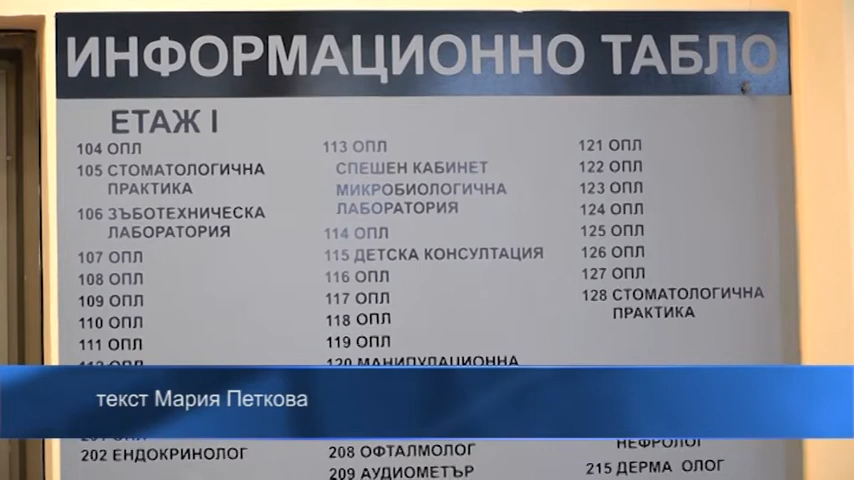 ИНФОРМАЦИОННО ТАБЛО
ЕТАЖ I
104 ОПЛ
105 СТОМАТОЛОГИЧНА
ПРАКТИКА
106 ЗЪБОТЕХНИЧЕСКА
ЛАБОРАТОРИЯ
107 ОПЛ
108 ОПЛ
109 ОПЛ
110 ОПЛ
111 ОПЛ
113 ОПЛ
СПЕШЕН КАБИНЕТ
МИКРОБИОЛОГИЧНА
ЛАБОРАТОРИЯ
114 ОПЛ
115 ДЕТСКА КОНСУЛТАЦИЯ
116 ОПЛ
117 ОПЛ
118 ОПЛ
119 ОПЛ
120 МАНИПУЛАЦИОННА
121 ОПЛ
122 ОПЛ
123 ОПЛ
124 ОПЛ
125 ОПЛ
126 ОПЛ
127 ОПЛ
128 СТОМАТОЛОГИЧНА
ПРАКТИКА
текст Мария Петкова
202 ЕНДОКРИНОЛОГ
208 ОФТАЛМОЛОГ
209 АУДИОМЕТЪР
НЕФРОЛОГ
215 ДЕРМА ОЛОГ